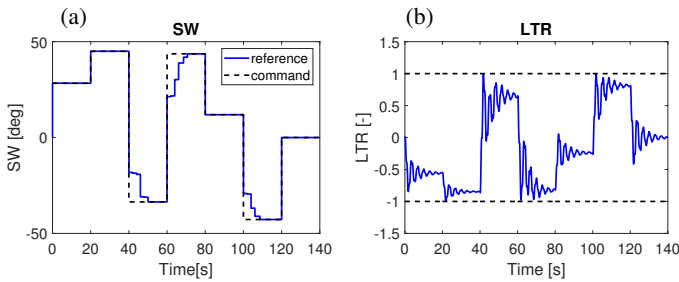 (a)
SW
50
0
-50
SW [deg]
reference
command
0 20 40 60 80 100 120 140
Time[s]
(b)
LTR
1.5
1
0.5
0
-0.5
-1
-1.5
LTR [-]
0 20 40 60 80 100 120 140
Time [s]